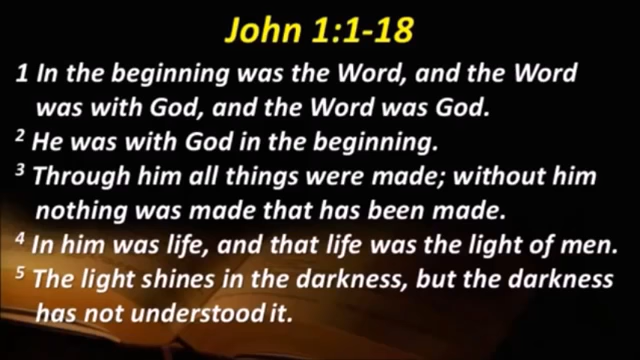 John 1:1-18
1 In the beginning was the Word, and the Word
was with God, and the Word was God.
2 He was with God in the beginning.
3 Through him all things were made; without him
nothing was made that has been made.
4 In him was life, and that life was the light of men.
5 The light shines in the darkness, but the darkness
has not understood it.